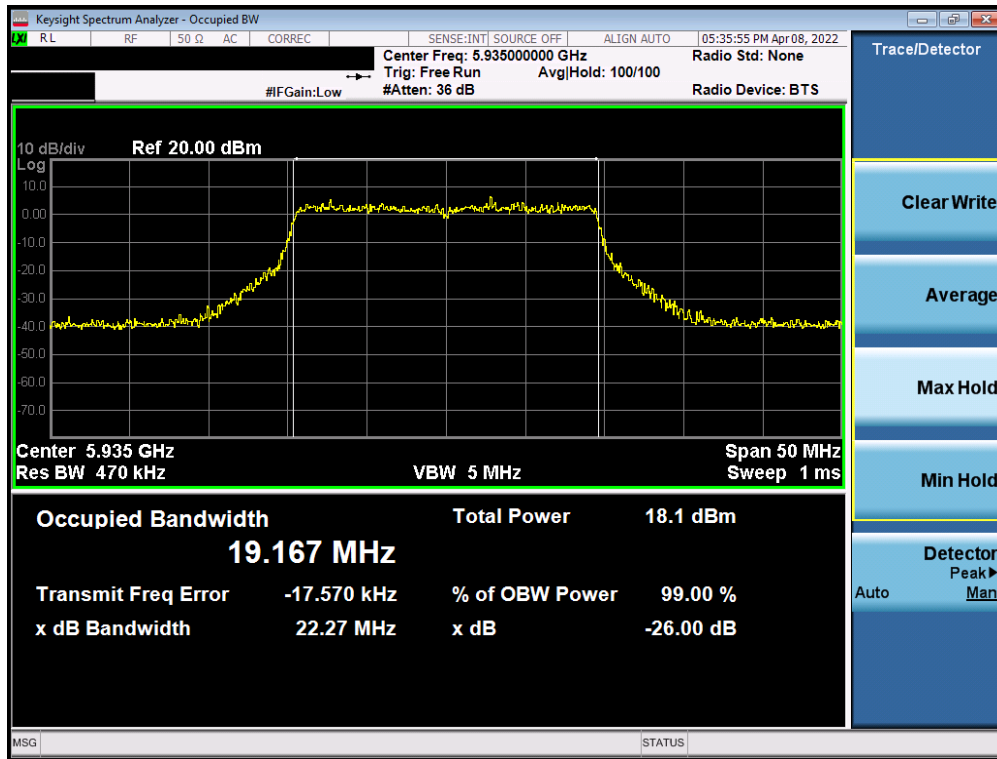 Keysight Spectrum Analyzer - Occupied BW
LXI RL RF 50 Ω AC CORREC SENSE:INT SOURCE OFF ALIGN AUTO 05:35:55 PM Apr 08, 2022
Center Freq: 5.935000000 GHz Radio Std: None
Trig: Free Run Avg|Hold: 100/100
#IFGain:Low #Atten: 36 dB Radio Device: BTS
Trace/Detector
10 dB/div Ref 20.00 dBm
Log
10.0
0.00
-10.0
-20.0
-30.0
-40.0
-50.0
-60.0
-70.0
Center 5.935 GHz Span 50 MHz
Res BW 470 kHz VBW 5 MHz Sweep 1 ms
Clear Write
Average
Max Hold
Min Hold
Detector
Peak▶
Auto Man
Occupied Bandwidth Total Power 18.1 dBm
19.167 MHz
Transmit Freq Error -17.570 kHz % of OBW Power 99.00 %
x dB Bandwidth 22.27 MHz x dB -26.00 dB
MSG STATUS